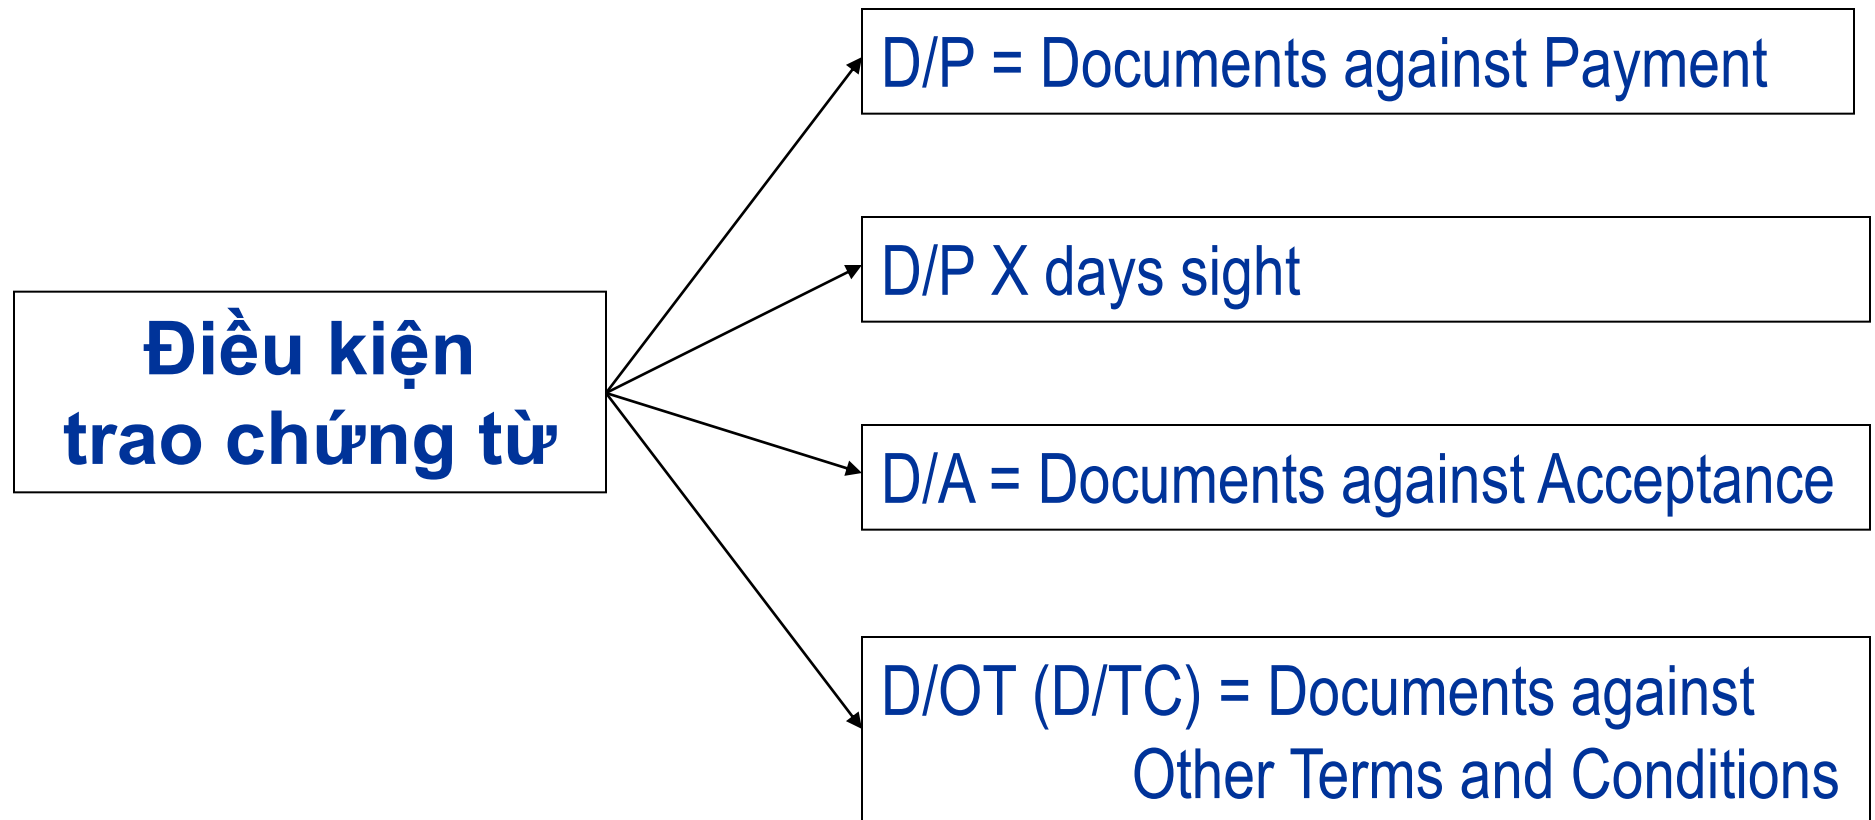 D/P = Documents against Payment
D/P X days sight
Điều kiện
trao chứng từ
D/A = Documents against Acceptance
D/OT (D/TC) = Documents against
Other Terms and Conditions